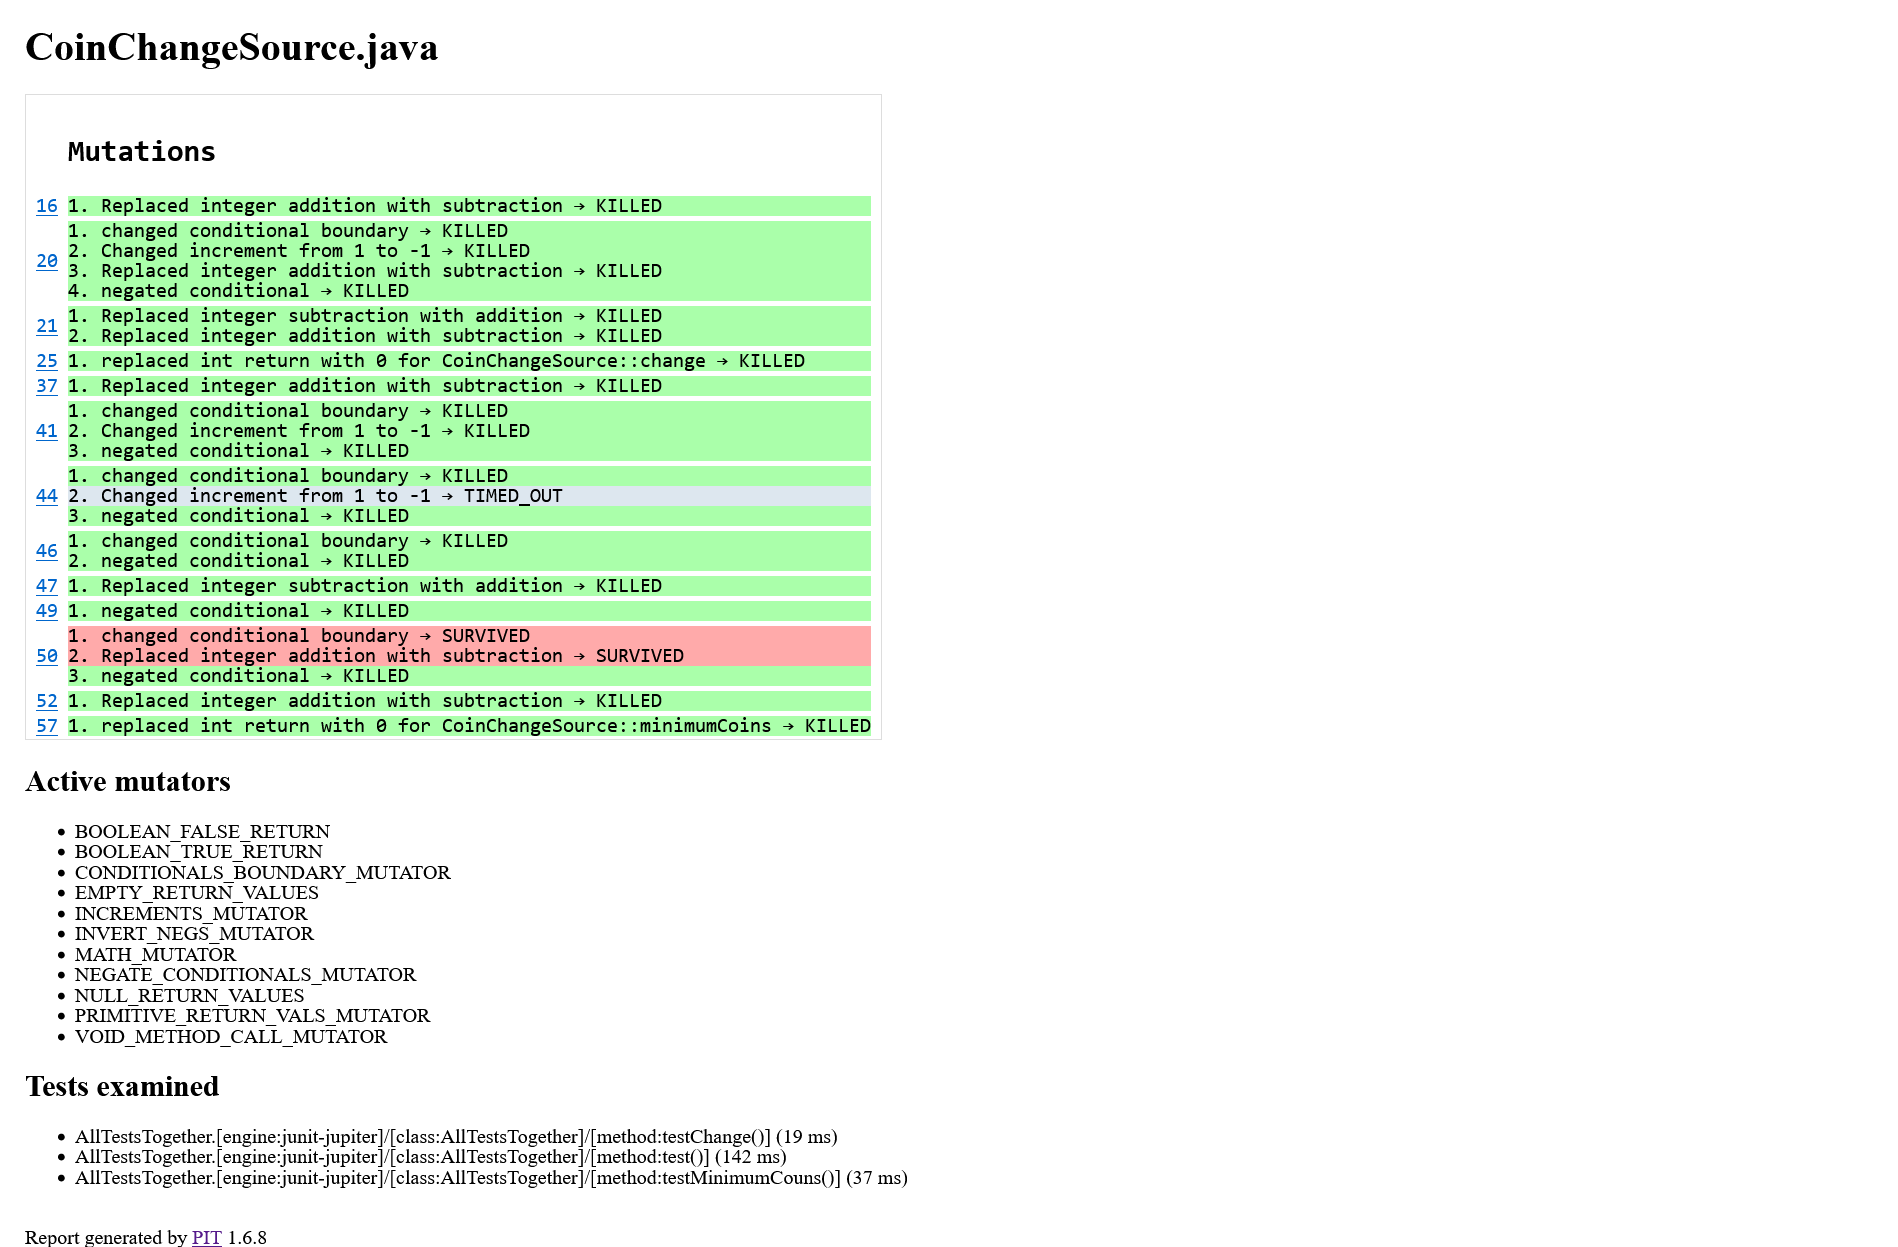 CoinChangeSource.java
Mutations
16 1. Replaced integer addition with subtraction → KILLED
20 1. changed conditional boundary → KILLED
2. Changed increment from 1 to -1 → KILLED
3. Replaced integer addition with subtraction → KILLED
4. negated conditional → KILLED
21 1. Replaced integer subtraction with addition → KILLED
2. Replaced integer addition with subtraction → KILLED
25 1. replaced int return with 0 for CoinChangeSource::change → KILLED
37 1. Replaced integer addition with subtraction → KILLED
41 1. changed conditional boundary → KILLED
2. Changed increment from 1 to -1 → KILLED
3. negated conditional → KILLED
44 1. changed conditional boundary → KILLED
2. Changed increment from 1 to -1 → TIMED_OUT
3. negated conditional → KILLED
46 1. changed conditional boundary → KILLED
2. negated conditional → KILLED
47 1. Replaced integer subtraction with addition → KILLED
49 1. negated conditional → KILLED
50 1. changed conditional boundary → SURVIVED
2. Replaced integer addition with subtraction → SURVIVED
3. negated conditional → KILLED
52 1. Replaced integer addition with subtraction → KILLED
57 1. replaced int return with 0 for CoinChangeSource::minimumCoins → KILLED
Active mutators
• BOOLEAN_FALSE_RETURN
• BOOLEAN_TRUE_RETURN
• CONDITIONALS_BOUNDARY_MUTATOR
• EMPTY_RETURN_VALUES
• INCREMENTS_MUTATOR
• INVERT_NEGS_MUTATOR
• MATH_MUTATOR
• NEGATE_CONDITIONALS_MUTATOR
• NULL_RETURN_VALUES
• PRIMITIVE_RETURN_VALS_MUTATOR
• VOID_METHOD_CALL_MUTATOR
Tests examined
• AllTestsTogether.[engine:junit-jupiter]/[class:AllTestsTogether]/[method:testChange()] (19 ms)
• AllTestsTogether.[engine:junit-jupiter]/[class:AllTestsTogether]/[method:test()] (142 ms)
• AllTestsTogether.[engine:junit-jupiter]/[class:AllTestsTogether]/[method:testMinimumCouns()] (37 ms)
Report generated by PIT 1.6.8